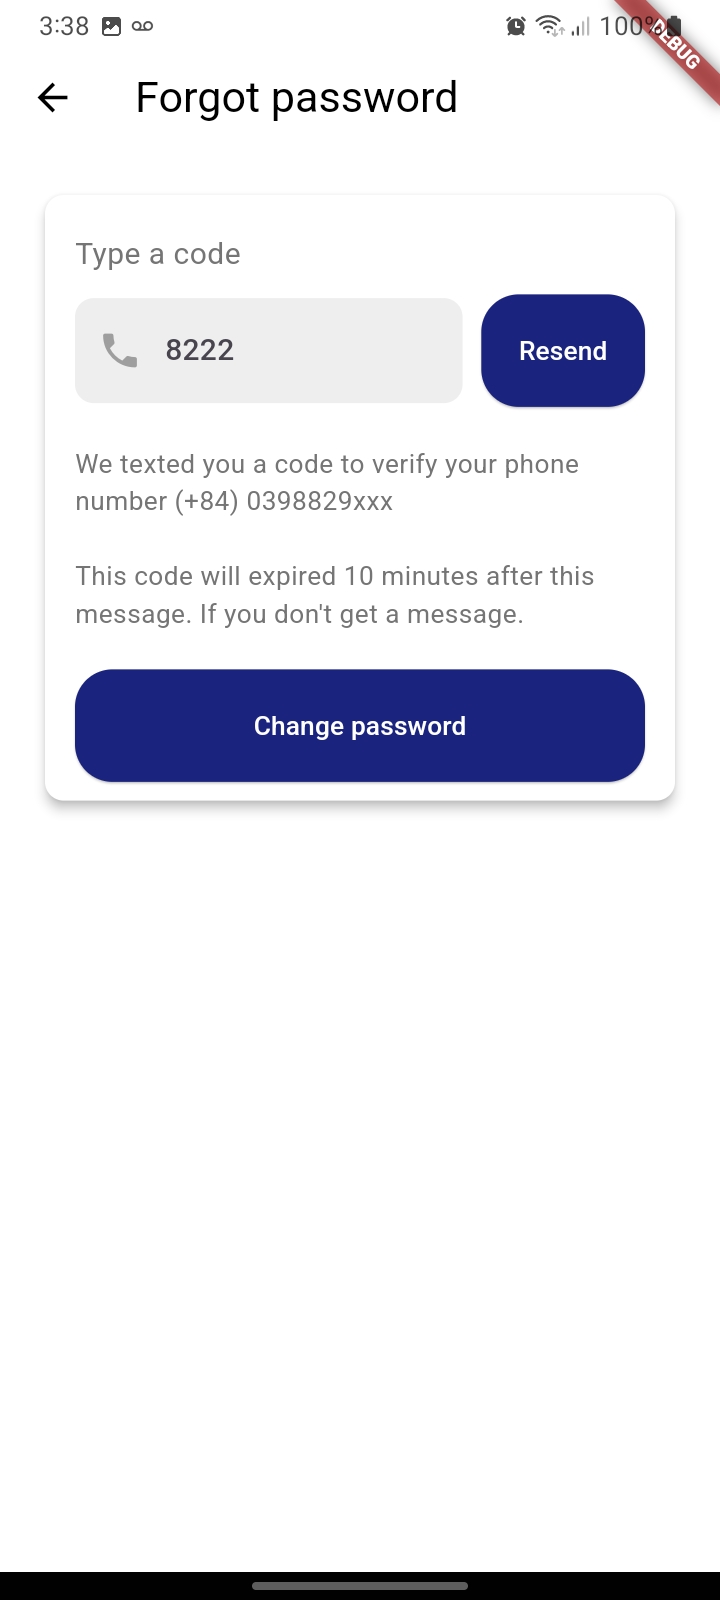 3:38
100%
DEBUG
Forgot password
Type a code
8222
Resend
We texted you a code to verify your phone
number (+84) 0398829xxx
This code will expired 10 minutes after this
message. If you don't get a message.
Change password